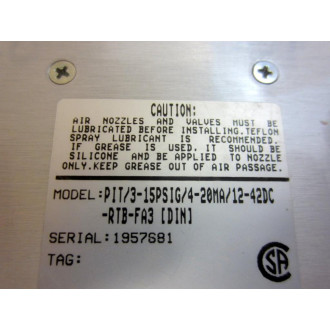 CAUTION:
AIR NOZZLES AND VALVES MUST BE
LUBRICATED BEFORE INSTALLING.TEFLON
SPRAY LUBRICANT IS RECOMMENDED.
IF GREASE IS USED. IT SHOULD BE
SILICONE AND BE APPLIED TO NOZZLE
ONLY.KEEP GREASE OUT OF AIR PASSAGE.
MODEL:PIT/3-15PSIG/4-20MA/12-42DC
-RTB-FA3 [DIN]
SERIAL:1957681
TAG:
SA